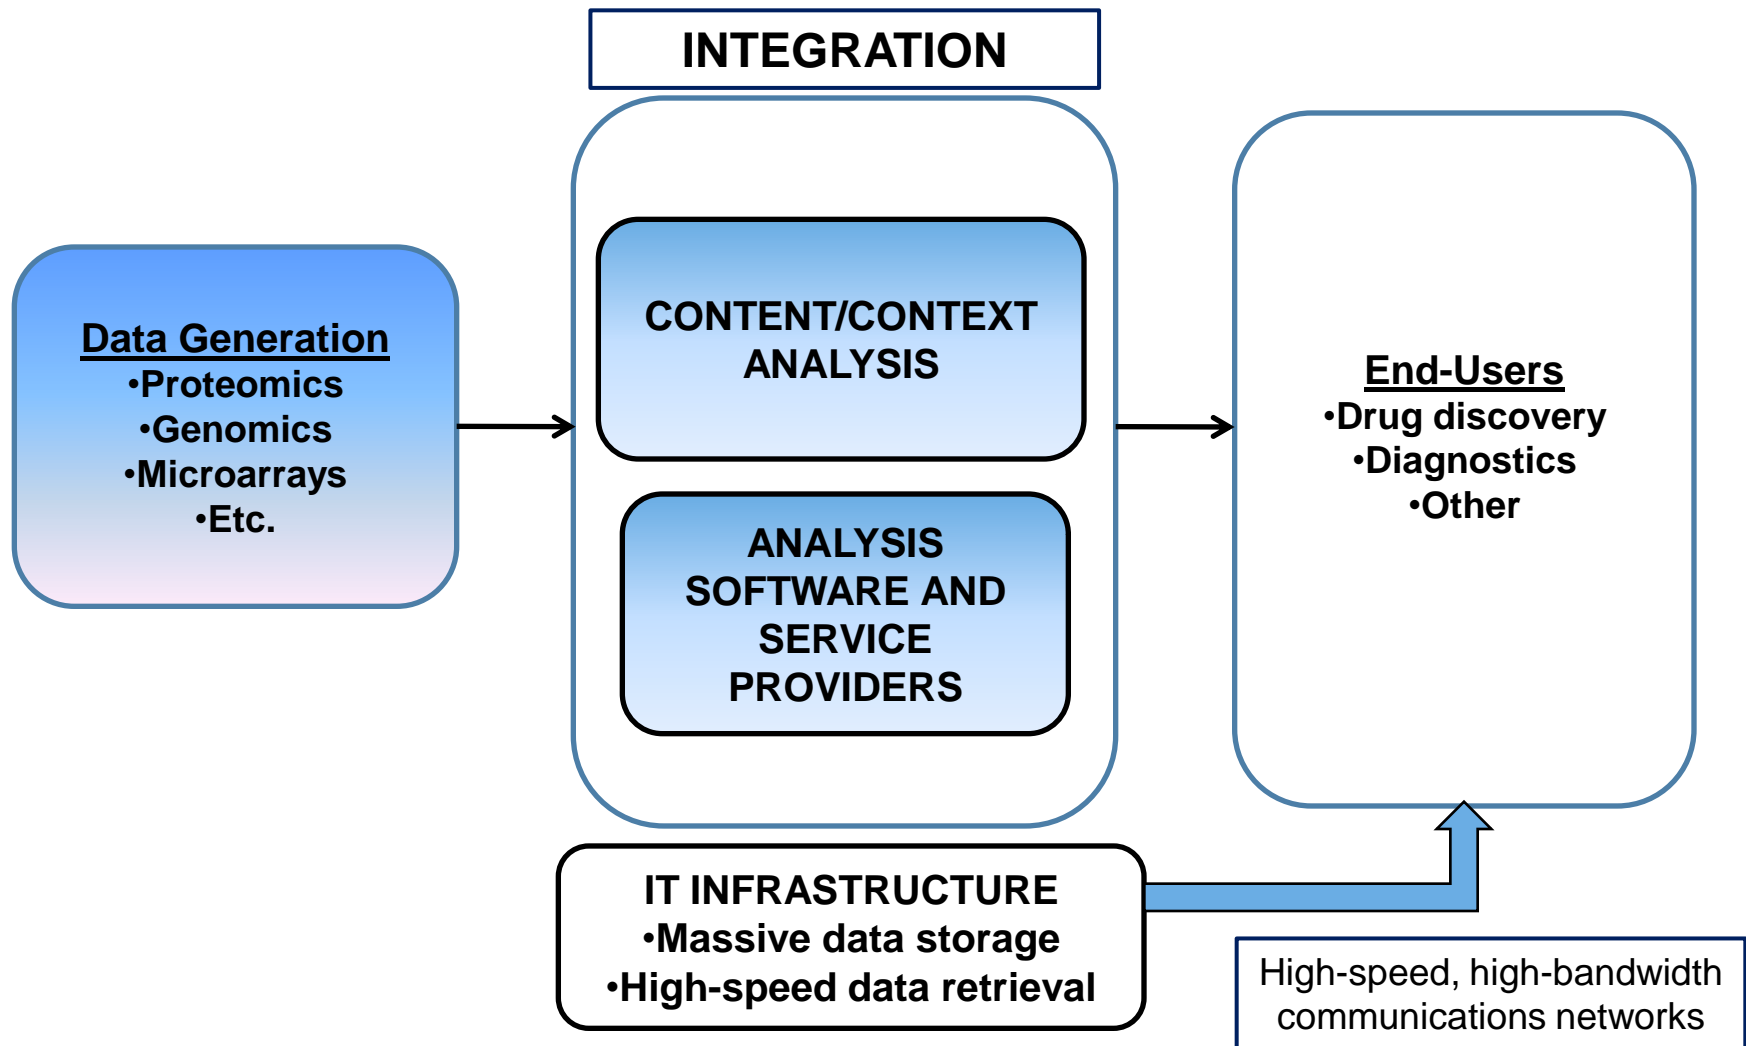 INTEGRATION
Data Generation
•Proteomics
•Genomics
•Microarrays
•Etc.
CONTENT/CONTEXT
ANALYSIS
ANALYSIS
SOFTWARE AND
SERVICE
PROVIDERS
End-Users
•Drug discovery
•Diagnostics
•Other
IT INFRASTRUCTURE
•Massive data storage
•High-speed data retrieval
High-speed, high-bandwidth
communications networks